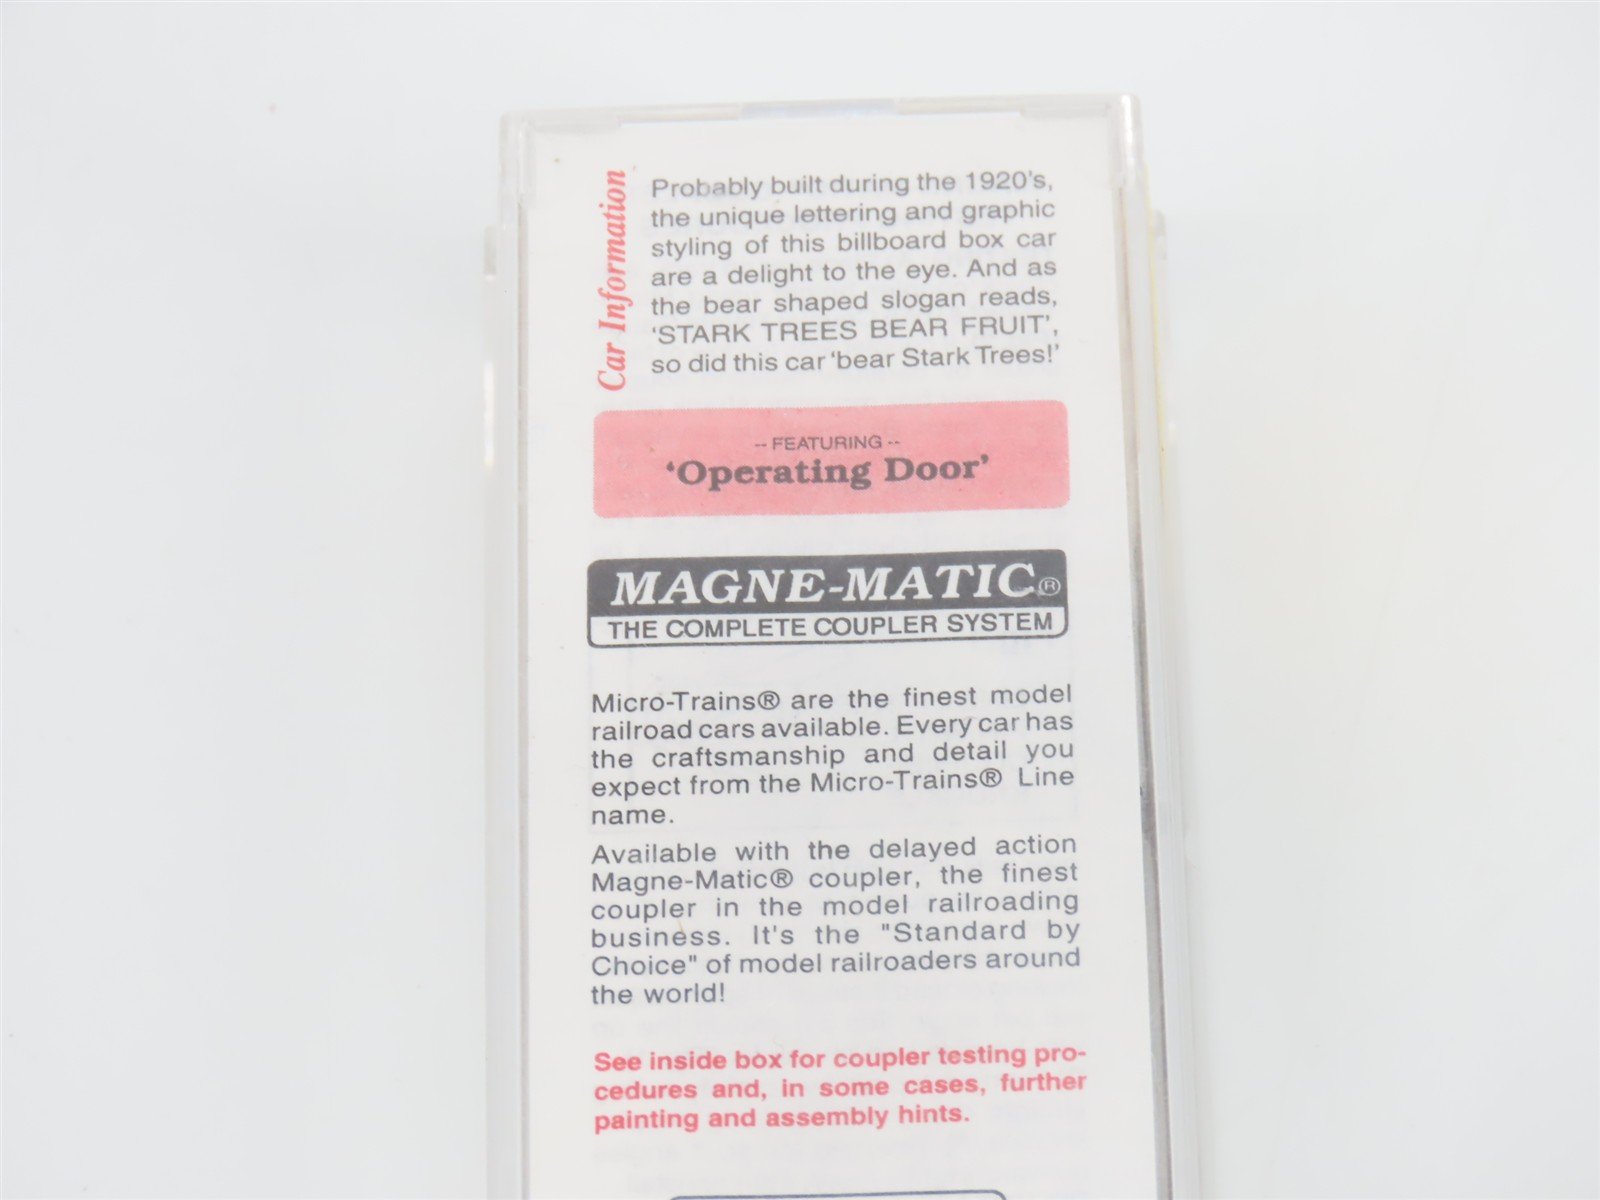 Car Information
Probably built during the 1920's,
the unique lettering and graphic
styling of this billboard box car
are a delight to the eye. And as
the bear shaped slogan reads,
'STARK TREES BEAR FRUIT',
so did this car 'bear Stark Trees!'
-- FEATURING --
'Operating Door'
MAGNE-MATIC®
THE COMPLETE COUPLER SYSTEM
Micro-Trains® are the finest model
railroad cars available. Every car has
the craftsmanship and detail you
expect from the Micro-Trains® Line
name.
Available with the delayed action
Magne-Matic® coupler, the finest
coupler in the model railroading
business. It's the "Standard by
Choice" of model railroaders around
the world!
See inside box for coupler testing pro-
cedures and, in some cases, further
painting and assembly hints.